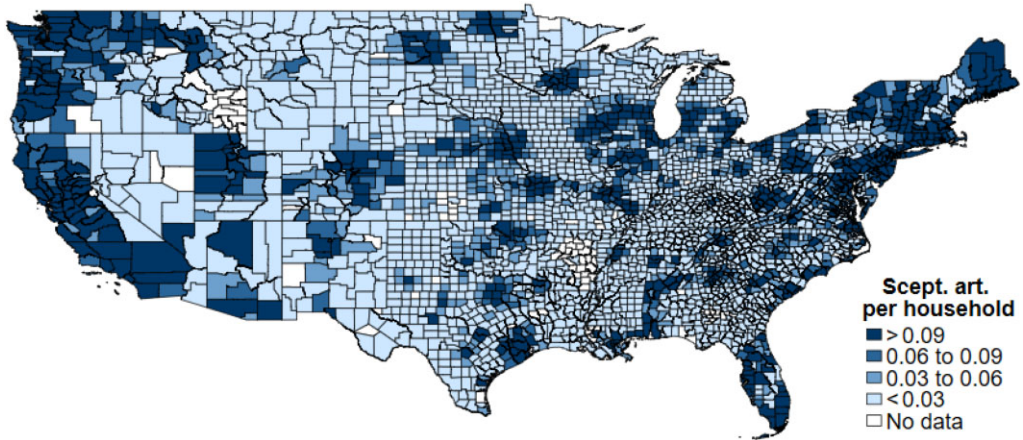 Scept. art.
per household
> 0.09
0.06 to 0.09
0.03 to 0.06
< 0.03
No data